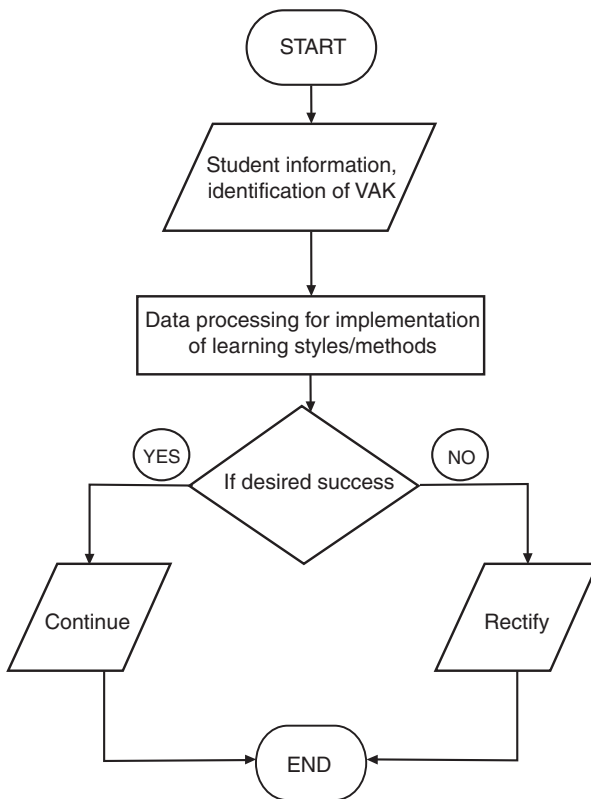 START
Student information,
identification of VAK
Data processing for implementation
of learning styles/methods
YES
NO
If desired success
Continue
Rectify
END